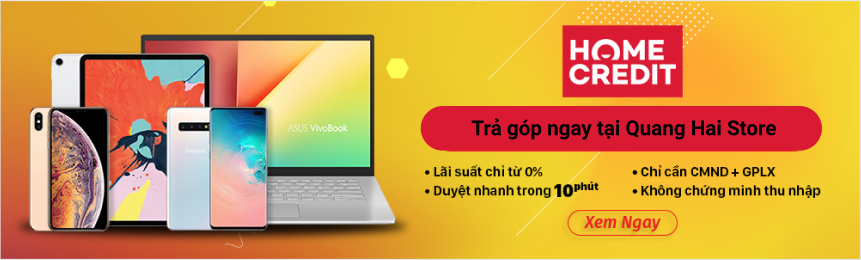 HOME
CREDIT
ASUS VivoBook
SAMSUNG
Trả góp ngay tại Quang Hai Store
• Lãi suất chỉ từ 0%
• Chỉ cần CMND + GPLX
• Duyệt nhanh trong 10phút
• Không chứng minh thu nhập
Xem Ngay